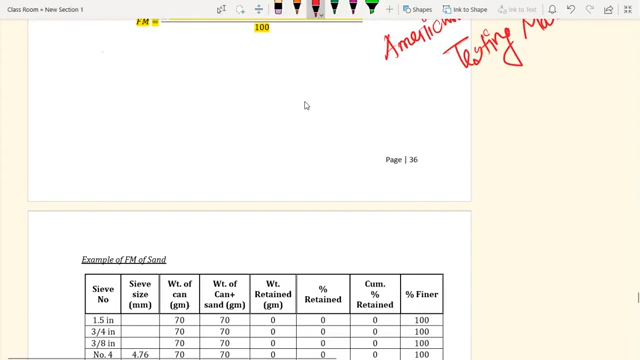 Class Room » New Section 1
Shapes
Ink to Shape
Ink to Text
FM =
100
Testing
Page | 36
Example of FM of Sand
Sieve No Sieve size (mm) Wt. of can (gm) Wt. of Can+ sand (gm) Wt. Retained (gm) % Retained Cum. % Retained % Finer
1.5 in 70 70 0 0 0 100
3/4 in 70 70 0 0 0 100
3/8 in 70 70 0 0 0 100
No. 4 4.76 70 70 0 0 0 100